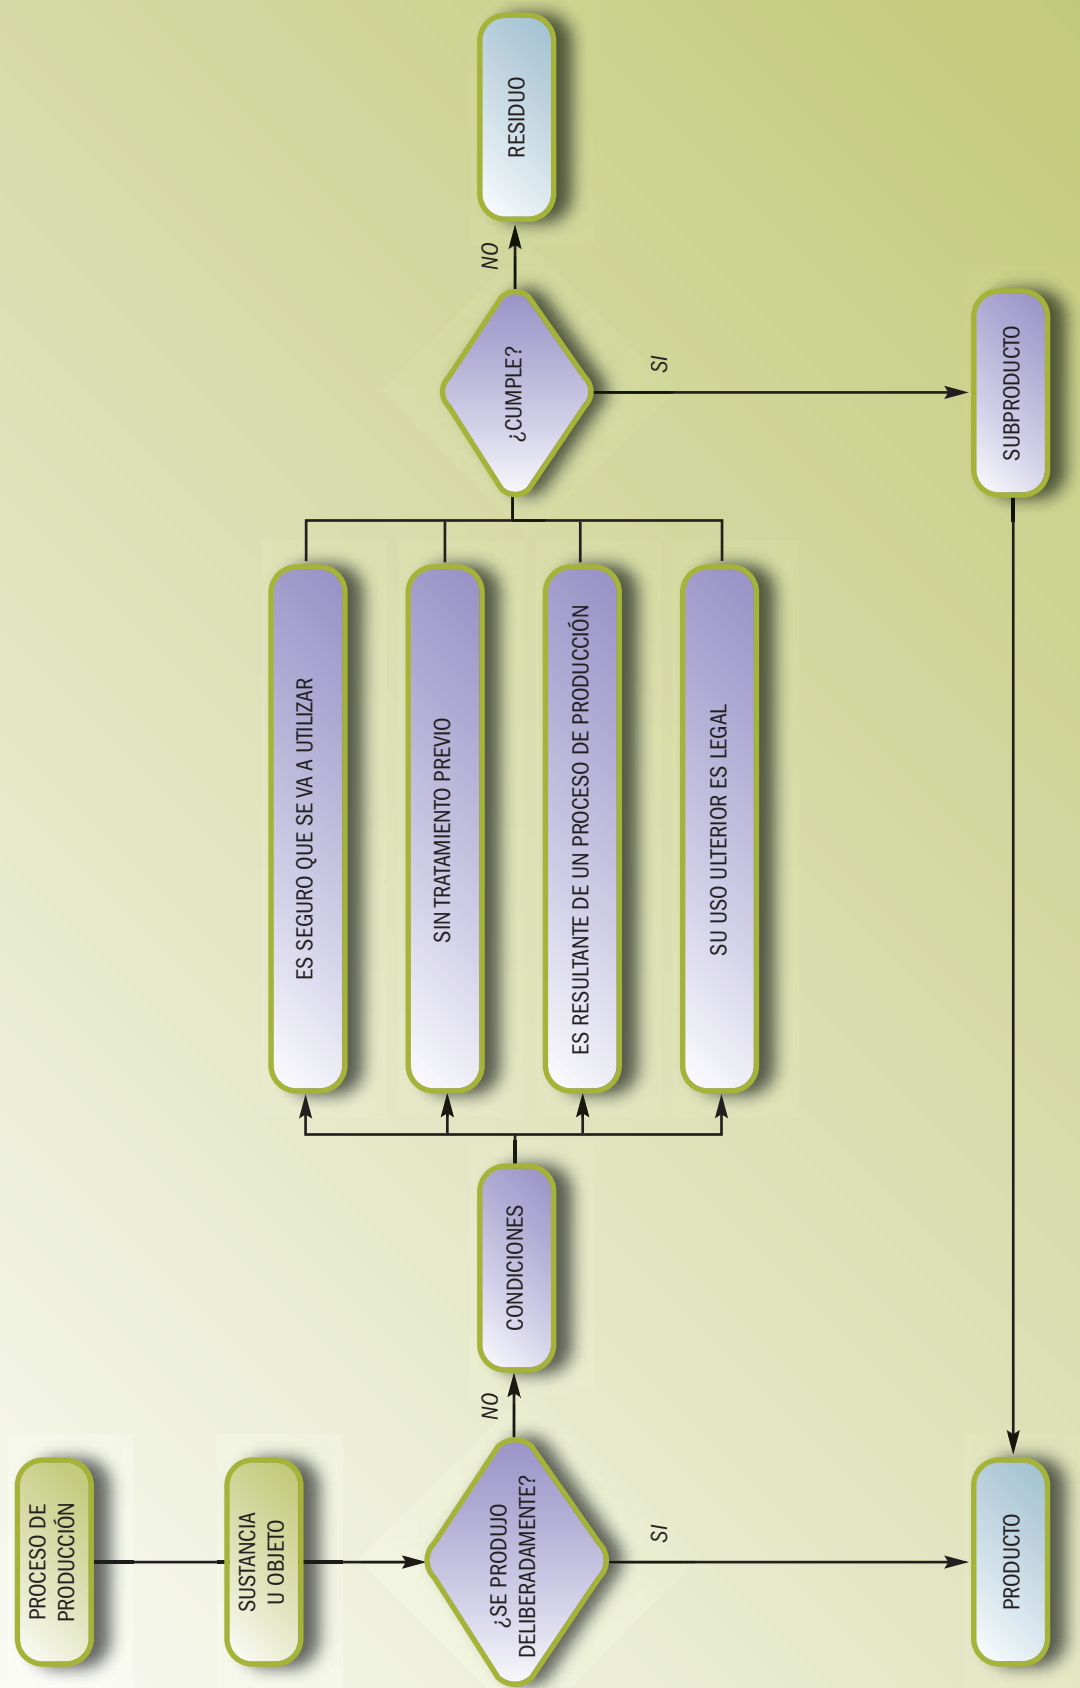 PROCESO DE
PRODUCCIÓN
SUSTANCIA
U OBJETO
¿SE PRODUJO
DELIBERADAMENTE?
NO
SI
CONDICIONES
ES SEGURO QUE SE VA A UTILIZAR
SIN TRATAMIENTO PREVIO
ES RESULTANTE DE UN PROCESO DE PRODUCCIÓN
SU USO ULTERIOR ES LEGAL
¿CUMPLE?
NO
RESIDUO
SI
SUBPRODUCTO
PRODUCTO